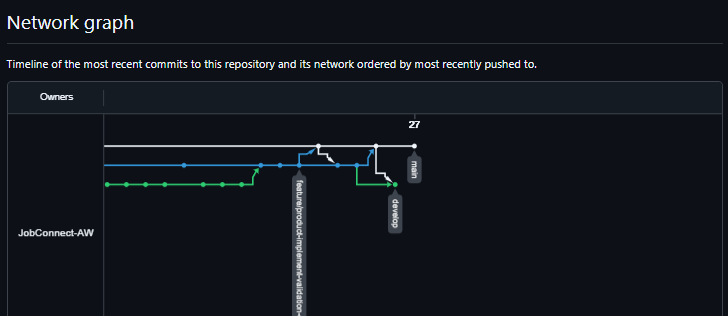 Network graph
Timeline of the most recent commits to this repository and its network ordered by most recently pushed to.
Owners
27
main
develop
feature/product-implement-validation-
JobConnect-AW